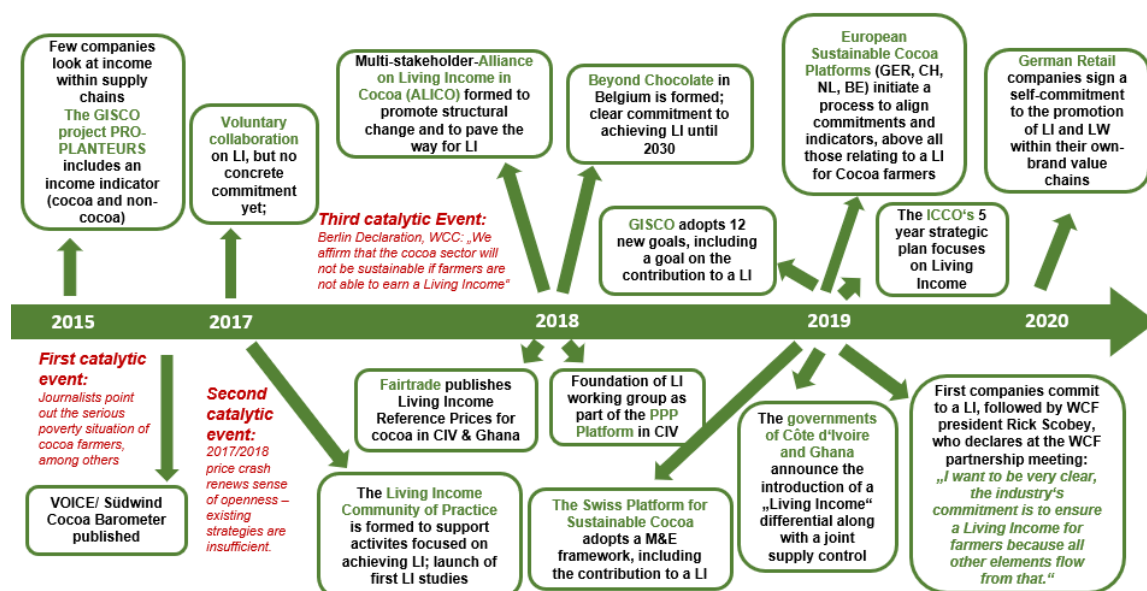 Few companies
look at income
within supply
chains
The GISCO
project PRO-
PLANTEURS
includes an
income indicator
(cocoa and non-
cocoa)
Voluntary
collaboration
on LI, but no
concrete
commitment
yet;
Multi-stakeholder-Alliance
on Living Income in
Cocoa (ALICO)
formed to
promote structural
change and to pave the
way for LI
Beyond Chocolate in
Belgium is formed;
clear commitment
to achieving LI until
2030
European
Sustainable Cocoa
Platforms (GER, CH,
NL, BE) initiate a
process to align
commitments and
indicators, above all
those relating to a LI
for Cocoa farmers
German Retail
companies sign a
self-commitment
to the promotion
of LI and LW
within their own-
brand value
chains
Third catalytic Event:
Berlin Declaration, WCC: „We
affirm that the cocoa sector will
not be sustainable if farmers are
not able to earn a Living Income“
GISCO adopts 12
new goals, including
a goal on the
contribution to a LI
The ICCO‘s 5
year strategic
plan focuses
on Living
Income
2015
2017
2018
2019
2020
First catalytic
event:
Journalists point
out the serious
poverty situation of
cocoa farmers,
among others
VOICE/ Südwind
Cocoa Barometer
published
Second
catalytic
event:
2017/2018
price crash
renews sense
of openness –
existing
strategies are
insufficient.
Fairtrade publishes
Living Income
Reference Prices for
cocoa in CIV & Ghana
Foundation of LI
working group as
part of the PPP
Platform in CIV
The Living Income
Community of Practice
is formed to support
activites focused on
achieving LI; launch of
first LI studies
The Swiss Platform for
Sustainable Cocoa
adopts a M&E
framework, including
the contribution to a LI
The governments
of Côte d‘Ivoire
and Ghana
announce the
introduction of a
„Living Income“
differential along
with a joint
supply control
First companies commit
to a LI, followed by WCF
president Rick Scobey,
who declares at the WCF
partnership meeting:
„I want to be very clear,
the industry‘s
commitment is to ensure
a Living Income for
farmers because all
other elements flow
from that.“